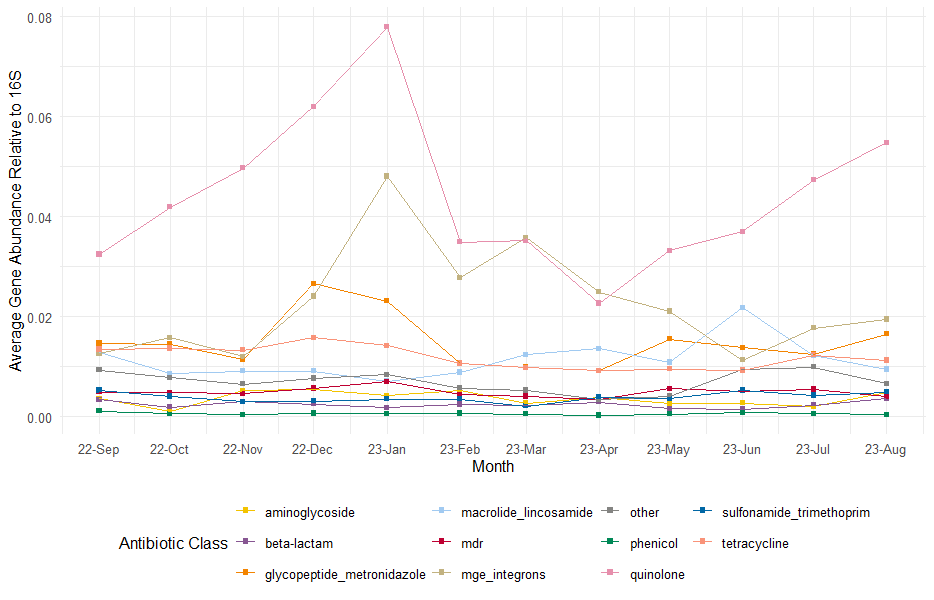 Average Gene Abundance Relative to 16S
0.08
0.06
0.04
0.02
0.00
22-Sep 22-Oct 22-Nov 22-Dec 23-Jan 23-Feb 23-Mar 23-Apr 23-May 23-Jun 23-Jul 23-Aug
Month
Antibiotic Class
aminoglycoside macrolide_lincosamide other sulfonamide_trimethoprim
beta-lactam mdr phenicol tetracycline
glycopeptide_metronidazole mge_integrons quinolone